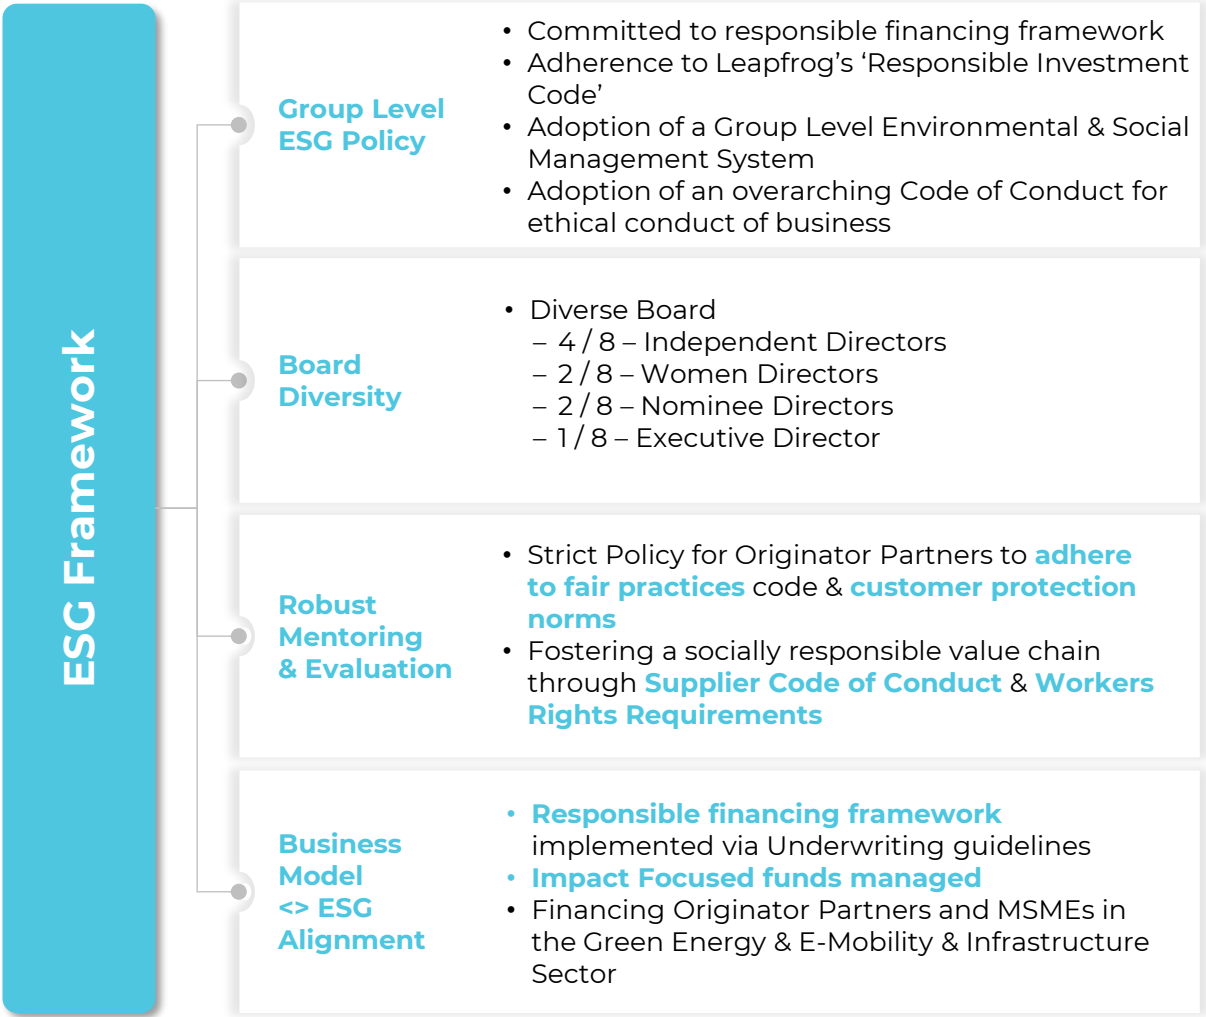 ESG Framework
Group Level
ESG Policy
• Committed to responsible financing framework
• Adherence to Leapfrog’s ‘Responsible Investment
Code’
• Adoption of a Group Level Environmental & Social
Management System
• Adoption of an overarching Code of Conduct for
ethical conduct of business
Board
Diversity
• Diverse Board
– 4 / 8 – Independent Directors
– 2 / 8 – Women Directors
– 2 / 8 – Nominee Directors
– 1 / 8 – Executive Director
Robust
Mentoring
& Evaluation
• Strict Policy for Originator Partners to adhere
to fair practices code & customer protection
norms
• Fostering a socially responsible value chain
through Supplier Code of Conduct & Workers
Rights Requirements
Business
Model
<> ESG
Alignment
• Responsible financing framework
implemented via Underwriting guidelines
• Impact Focused funds managed
• Financing Originator Partners and MSMEs in
the Green Energy & E-Mobility & Infrastructure
Sector